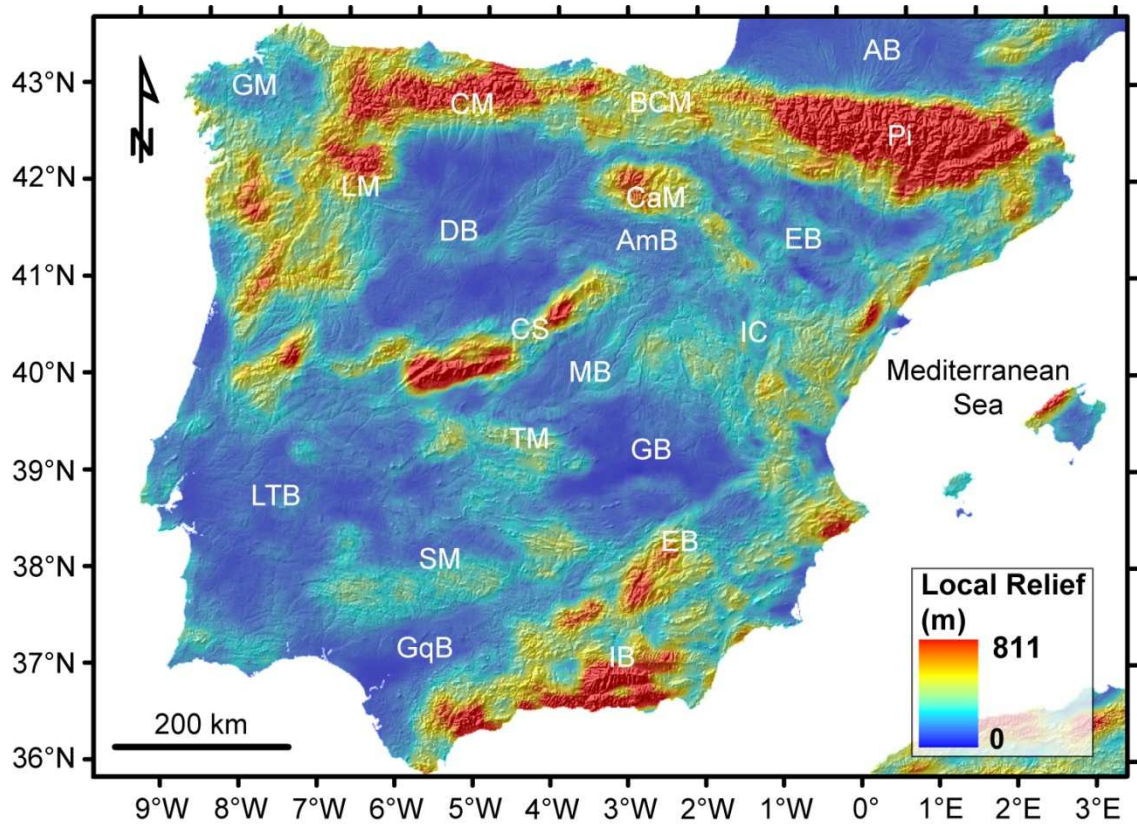 43°N
42°N
41°N
40°N
39°N
38°N
37°N
36°N
N
GM
CM
BCM
AB
Pi
LM
CaM
DB
AmB
EB
CS
IC
MB
Mediterranean
Sea
TM
GB
LTB
SM
EB
GqB
IB
200 km
Local Relief
(m)
811
0
9°W 8°W 7°W 6°W 5°W 4°W 3°W 2°W 1°W 0° 1°E 2°E 3°E